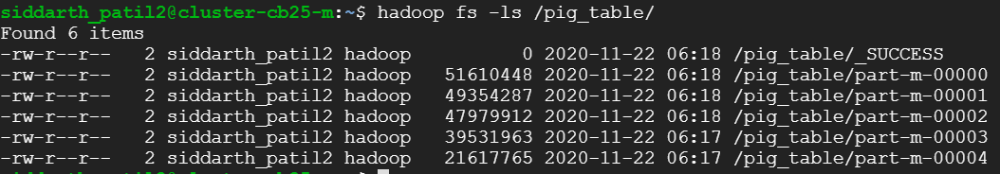 siddarth_patil2@cluster-cb25-m:~$ hadoop fs -ls /pig_table/
Found 6 items
-rw-r--r--   2 siddarth_patil2 hadoop          0 2020-11-22 06:18 /pig_table/_SUCCESS
-rw-r--r--   2 siddarth_patil2 hadoop   51610448 2020-11-22 06:18 /pig_table/part-m-00000
-rw-r--r--   2 siddarth_patil2 hadoop   49354287 2020-11-22 06:18 /pig_table/part-m-00001
-rw-r--r--   2 siddarth_patil2 hadoop   47979912 2020-11-22 06:18 /pig_table/part-m-00002
-rw-r--r--   2 siddarth_patil2 hadoop   39531963 2020-11-22 06:17 /pig_table/part-m-00003
-rw-r--r--   2 siddarth_patil2 hadoop   21617765 2020-11-22 06:17 /pig_table/part-m-00004